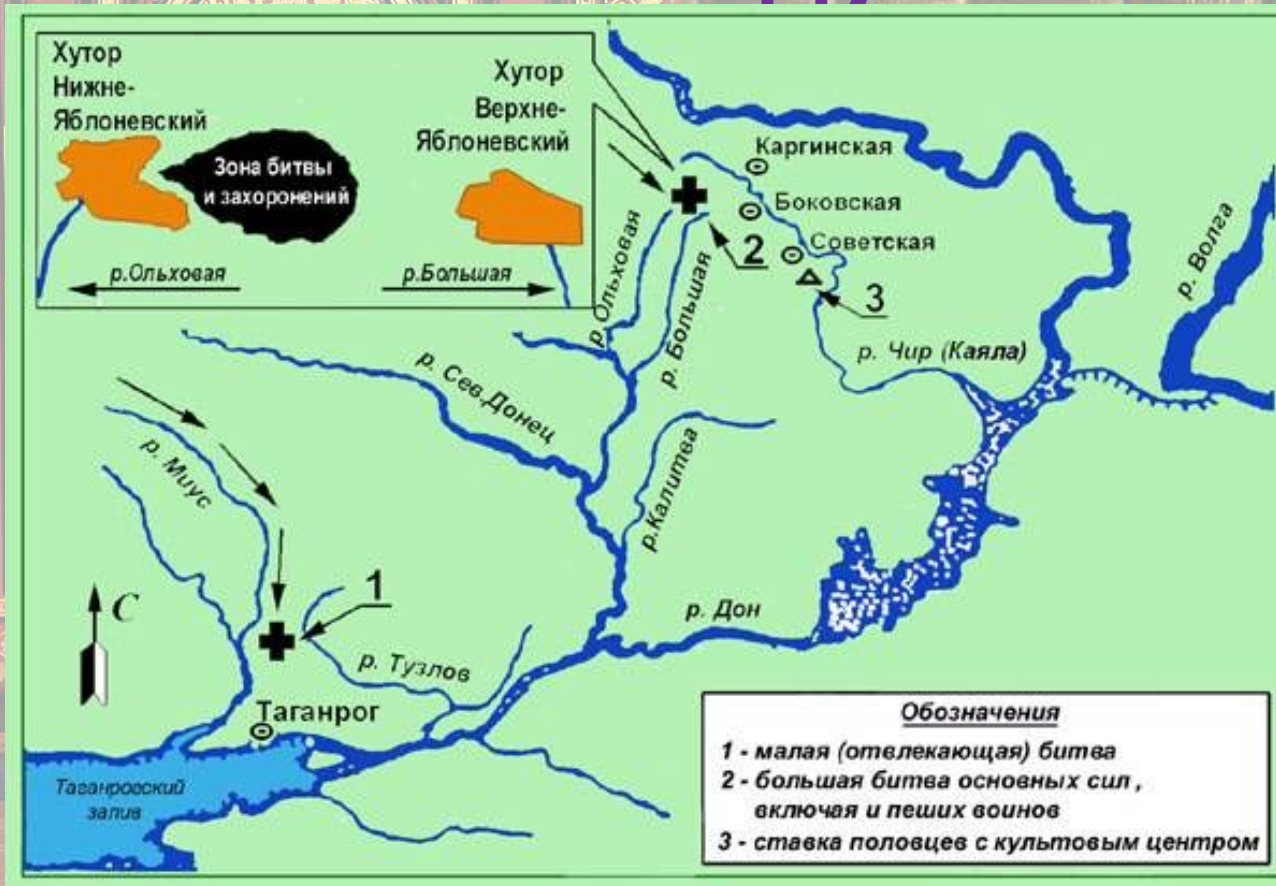 Хутор
Нижне-
Яблоневский
Хутор
Верхне-
Яблоневский
Зона битвы
и захоронений
р.Ольховая
р.Большая
Каргинская
Боковская
Советская
2
3
р. Ольховая
р. Большая
р. Чир (Каяла)
р. Волга
р. Сев.Донец
р.Калитва
р. Миус
1
С
р. Дон
р. Тузлов
Таганрог
Таганровский
залив
Обозначения
1 - малая (отвлекающая) битва
2 - большая битва основных сил ,
включая и пеших воинов
3 - ставка половцев с культовым центром